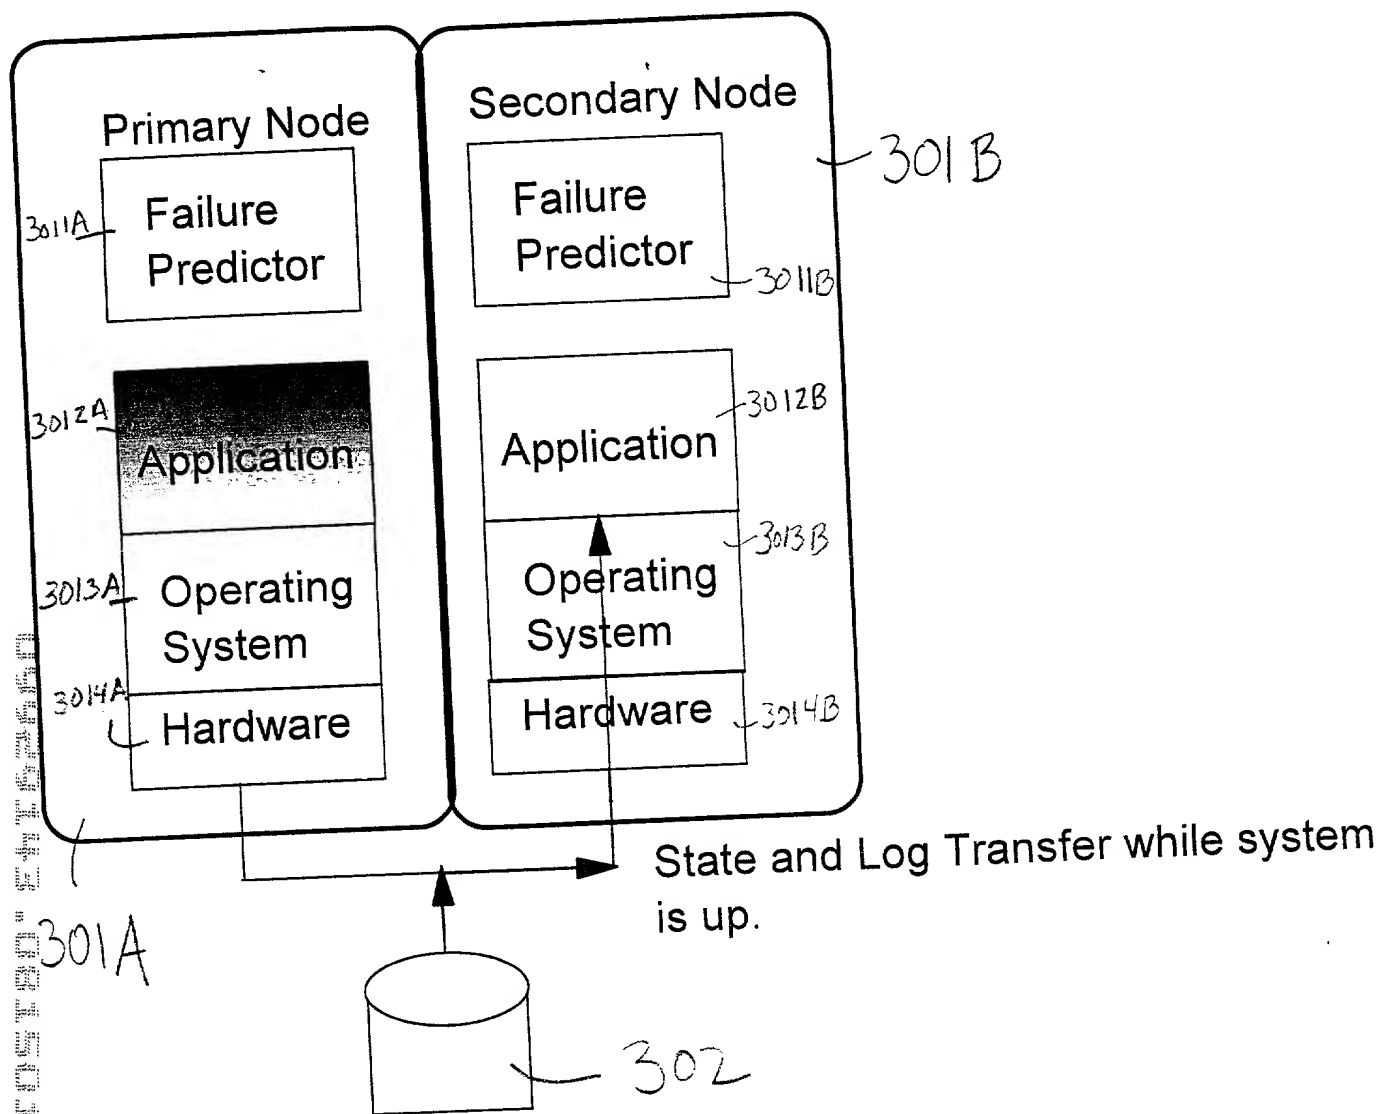 Primary Node
Secondary Node
301B
3011A
Failure
Predictor
Failure
Predictor
3011B
3012A
Application
3012B
Application
3013A
Operating
System
3013B
Operating
System
3014A
Hardware
Hardware
3014B
State and Log Transfer while system
is up.
301A
302